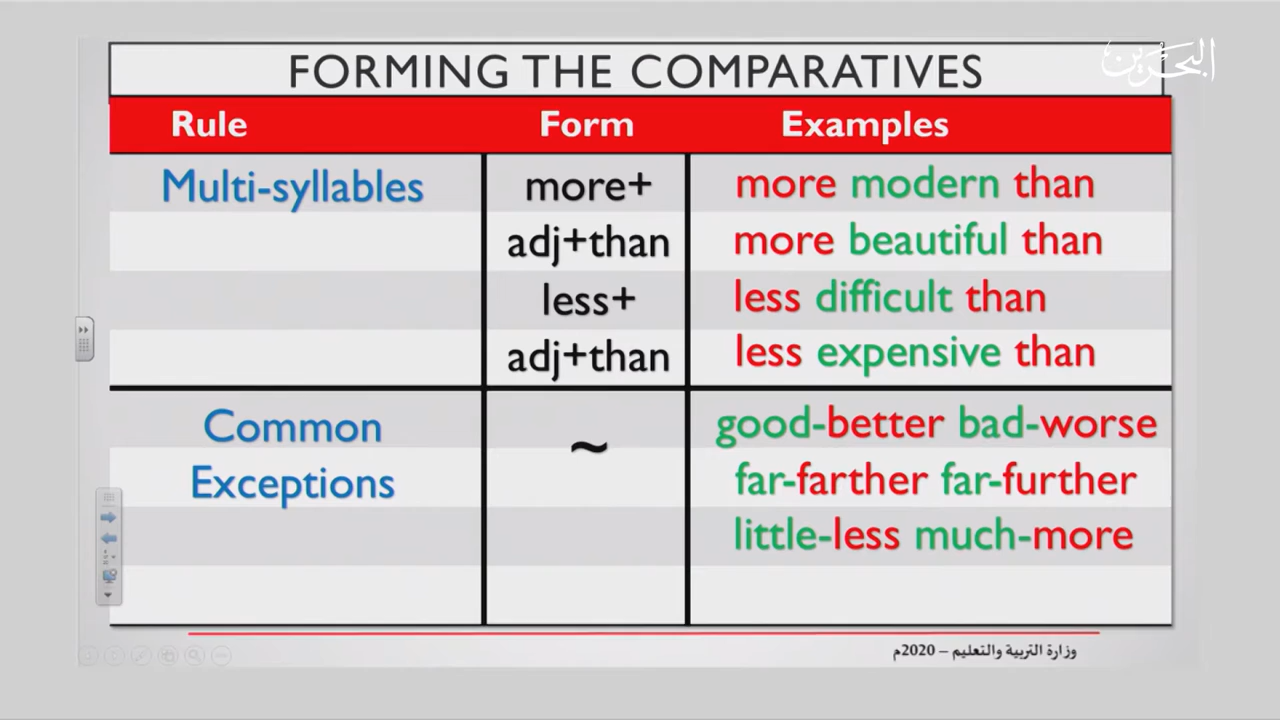 البحرين
FORMING THE COMPARATIVES
Rule Form Examples
Multi-syllables more+ more modern than
adj+than more beautiful than
less+ less difficult than
adj+than less expensive than
Common ~ good-better bad-worse
Exceptions far-farther far-further
little-less much-more
وزارة التربية والتعليم – 2020م